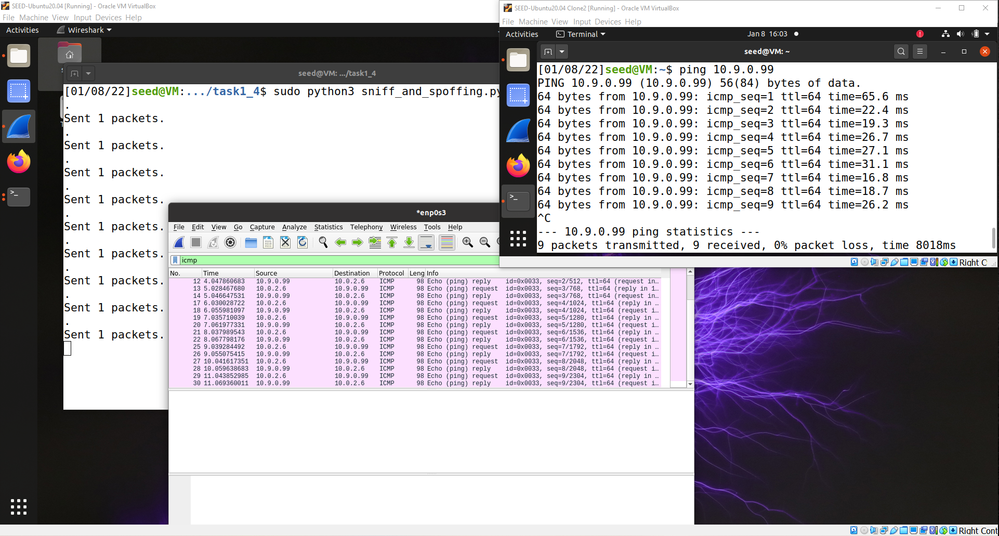 SEED-Ubuntu20.04 [Running] - Oracle VM VirtualBox
File Machine View Input Devices Help
Activities Wireshark
seed@VM: .../task1_4
[01/08/22]seed@VM:.../task1_4$ sudo python3 sniff_and_spoffing.py
.
Sent 1 packets.
.
Sent 1 packets.
.
Sent 1 packets.
.
Sent 1 packets.
.
Sent 1 packets.
.
Sent 1 packets.
.
Sent 1 packets.
.
Sent 1 packets.
.
Sent 1 packets.
*enp0s3
File Edit View Go Capture Analyze Statistics Telephony Wireless Tools Help
icmp
No. Time Source Destination Protocol Leng Info
12 4.047860683 10.9.0.99 10.0.2.6 ICMP 98 Echo (ping) reply id=0x0033, seq=2/512, ttl=64 (request in…
13 5.028467680 10.0.2.6 10.9.0.99 ICMP 98 Echo (ping) request id=0x0033, seq=3/768, ttl=64 (reply in 1…
14 5.046647531 10.9.0.99 10.0.2.6 ICMP 98 Echo (ping) reply id=0x0033, seq=3/768, ttl=64 (request in…
17 6.030028722 10.0.2.6 10.9.0.99 ICMP 98 Echo (ping) request id=0x0033, seq=4/1024, ttl=64 (reply in …
18 6.055981097 10.9.0.99 10.0.2.6 ICMP 98 Echo (ping) reply id=0x0033, seq=4/1024, ttl=64 (request i…
19 7.035710039 10.0.2.6 10.9.0.99 ICMP 98 Echo (ping) request id=0x0033, seq=5/1280, ttl=64 (reply in …
20 7.061977331 10.9.0.99 10.0.2.6 ICMP 98 Echo (ping) reply id=0x0033, seq=5/1280, ttl=64 (request i…
21 8.037989543 10.0.2.6 10.9.0.99 ICMP 98 Echo (ping) request id=0x0033, seq=6/1536, ttl=64 (reply in …
22 8.067798176 10.9.0.99 10.0.2.6 ICMP 98 Echo (ping) reply id=0x0033, seq=6/1536, ttl=64 (request i…
25 9.039284492 10.0.2.6 10.9.0.99 ICMP 98 Echo (ping) request id=0x0033, seq=7/1792, ttl=64 (reply in …
26 9.055075415 10.9.0.99 10.0.2.6 ICMP 98 Echo (ping) reply id=0x0033, seq=7/1792, ttl=64 (request i…
27 10.041617351 10.0.2.6 10.9.0.99 ICMP 98 Echo (ping) request id=0x0033, seq=8/2048, ttl=64 (reply in …
28 10.059638683 10.9.0.99 10.0.2.6 ICMP 98 Echo (ping) reply id=0x0033, seq=8/2048, ttl=64 (request i…
29 11.043852985 10.0.2.6 10.9.0.99 ICMP 98 Echo (ping) request id=0x0033, seq=9/2304, ttl=64 (reply in …
30 11.069360011 10.9.0.99 10.0.2.6 ICMP 98 Echo (ping) reply id=0x0033, seq=9/2304, ttl=64 (request i…
SEED-Ubuntu20.04 Clone2 [Running] - Oracle VM VirtualBox
File Machine View Input Devices Help
Activities Terminal Jan 8 16:03
seed@VM: ~
[01/08/22]seed@VM:~$ ping 10.9.0.99
PING 10.9.0.99 (10.9.0.99) 56(84) bytes of data.
64 bytes from 10.9.0.99: icmp_seq=1 ttl=64 time=65.6 ms
64 bytes from 10.9.0.99: icmp_seq=2 ttl=64 time=22.4 ms
64 bytes from 10.9.0.99: icmp_seq=3 ttl=64 time=19.3 ms
64 bytes from 10.9.0.99: icmp_seq=4 ttl=64 time=26.7 ms
64 bytes from 10.9.0.99: icmp_seq=5 ttl=64 time=27.1 ms
64 bytes from 10.9.0.99: icmp_seq=6 ttl=64 time=31.1 ms
64 bytes from 10.9.0.99: icmp_seq=7 ttl=64 time=16.8 ms
64 bytes from 10.9.0.99: icmp_seq=8 ttl=64 time=18.7 ms
64 bytes from 10.9.0.99: icmp_seq=9 ttl=64 time=26.2 ms
^C
--- 10.9.0.99 ping statistics ---
9 packets transmitted, 9 received, 0% packet loss, time 8018ms
Right C
Right Cont